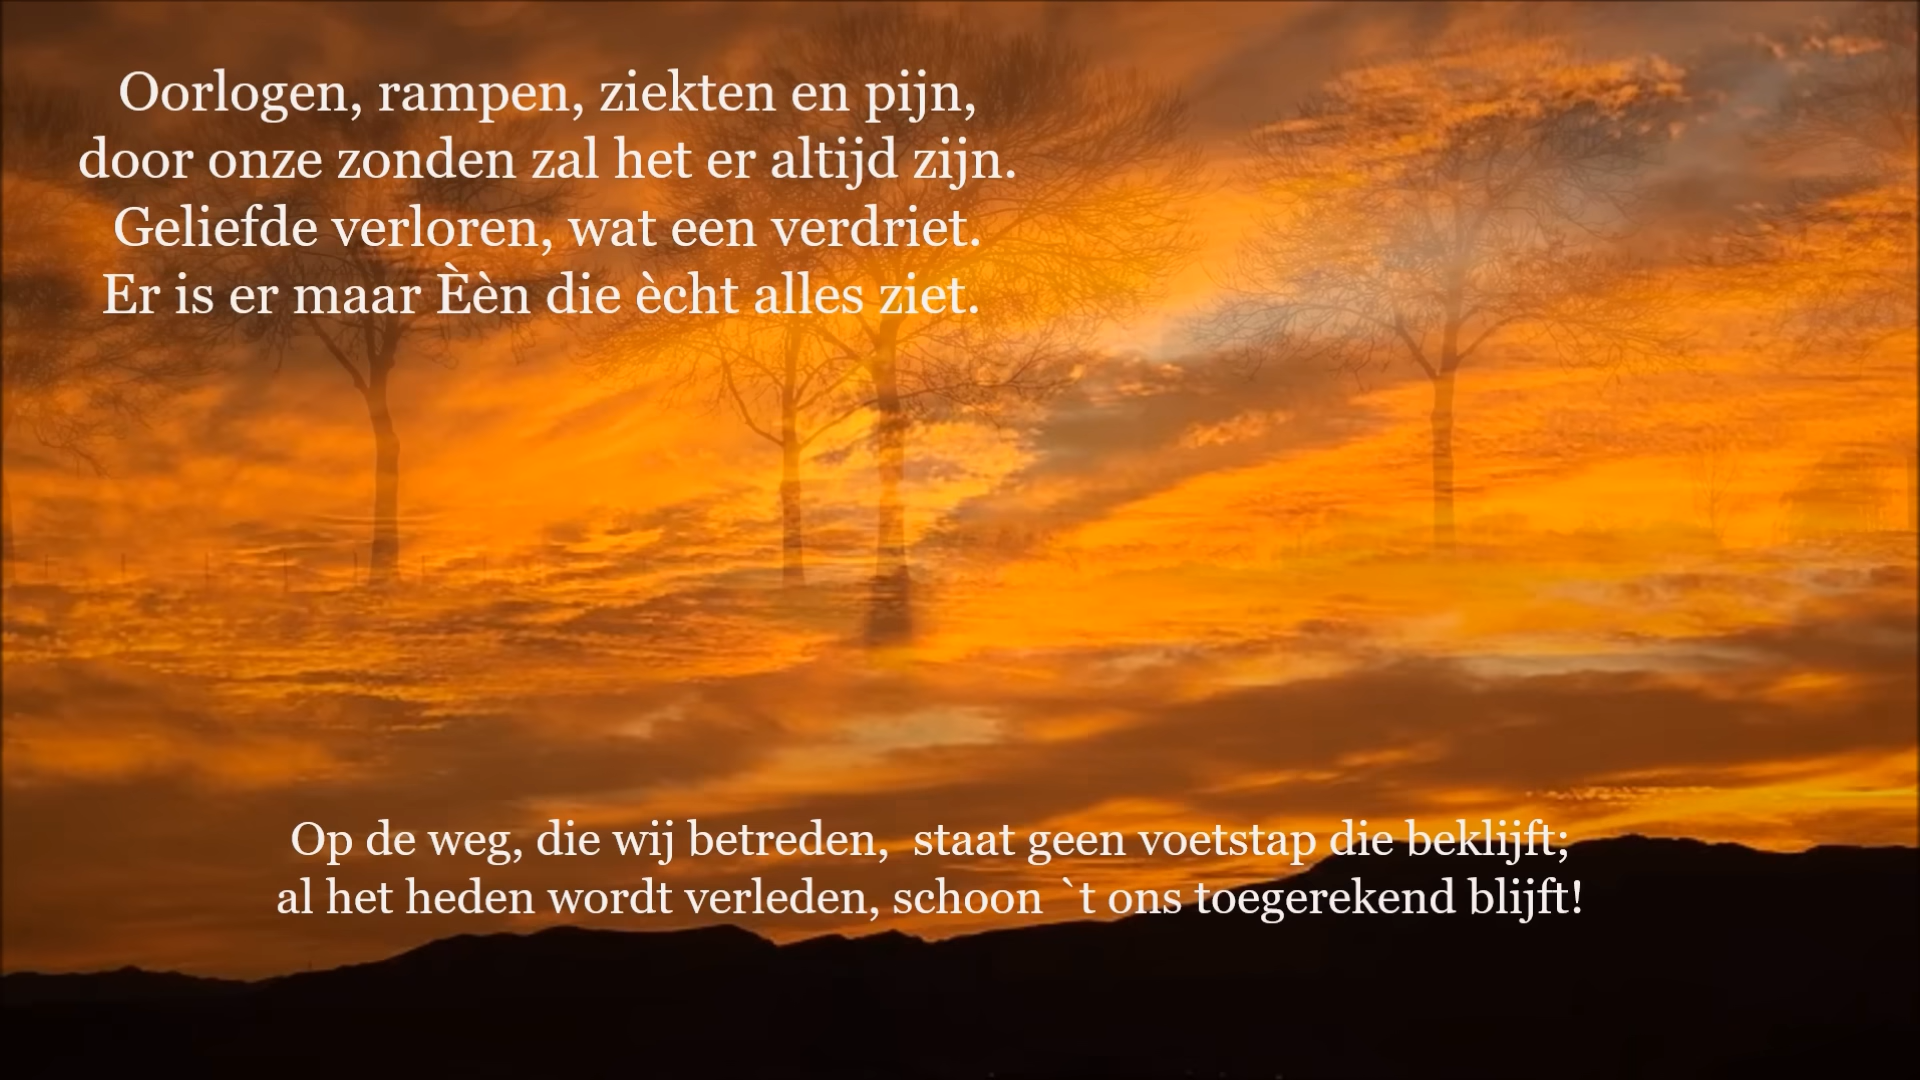 Oorlogen, rampen, ziekten en pijn,
door onze zonden zal het er altijd zijn.
Geliefde verloren, wat een verdriet.
Er is er maar Èèn die ècht alles ziet.
Op de weg, die wij betreden,  staat geen voetstap die beklijft;
al het heden wordt verleden, schoon `t ons toegerekend blijft!